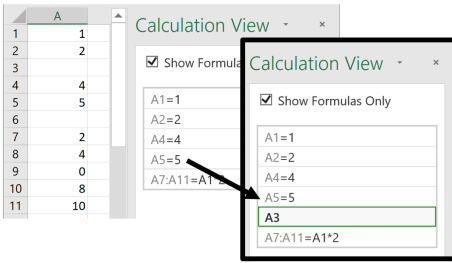 A
1 1
2 2
3
4 4
5 5
6
7 2
8 4
9 0
10 8
11 10
Calculation View
Show Formula
A1=1
A2=2
A4=4
A5=5
A7:A11=A1*2
Calculation View
Show Formulas Only
A1=1
A2=2
A4=4
A5=5
A3
A7:A11=A1*2